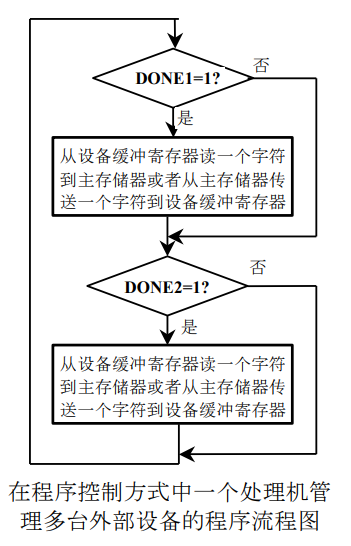 DONE1=1?
否
是
从设备缓冲寄存器读一个字符
到主存储器或者从主存储器传
送一个字符到设备缓冲寄存器
否
DONE2=1?
是
从设备缓冲寄存器读一个字符
到主存储器或者从主存储器传
送一个字符到设备缓冲寄存器
在程序控制方式中一个处理机管
理多台外部设备的程序流程图